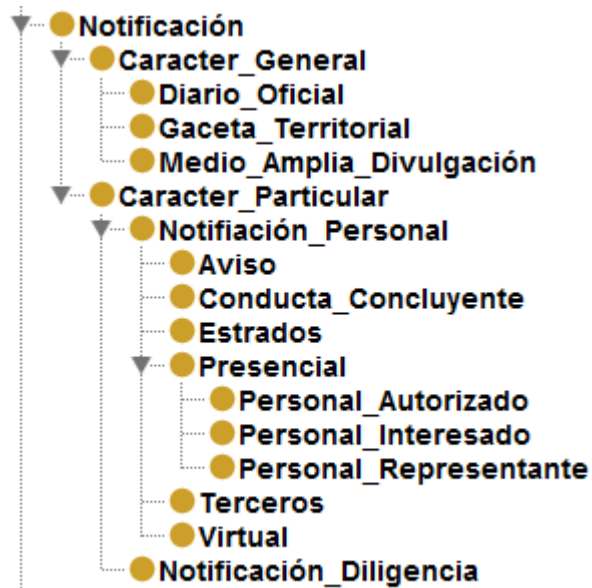 Notificación
Caracter_General
Diario_Oficial
Gaceta_Territorial
Medio_Amplia_Divulgación
Caracter_Particular
Notifiación_Personal
Aviso
Conducta_Concluyente
Estrados
Presencial
Personal_Autorizado
Personal_Interesado
Personal_Representante
Terceros
Virtual
Notificación_Diligencia